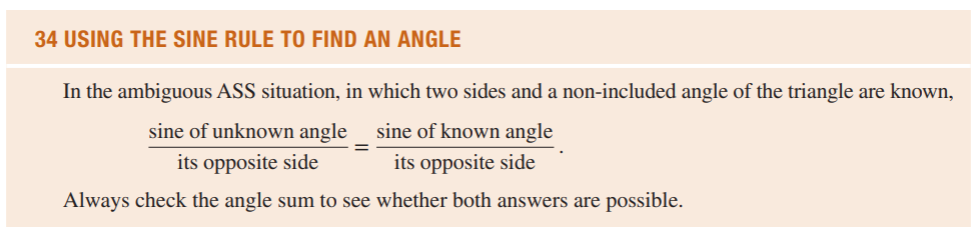 34 USING THE SINE RULE TO FIND AN ANGLE
In the ambiguous ASS situation, in which two sides and a non-included angle of the triangle are known,
sine of unknown angle / its opposite side = sine of known angle / its opposite side .
Always check the angle sum to see whether both answers are possible.